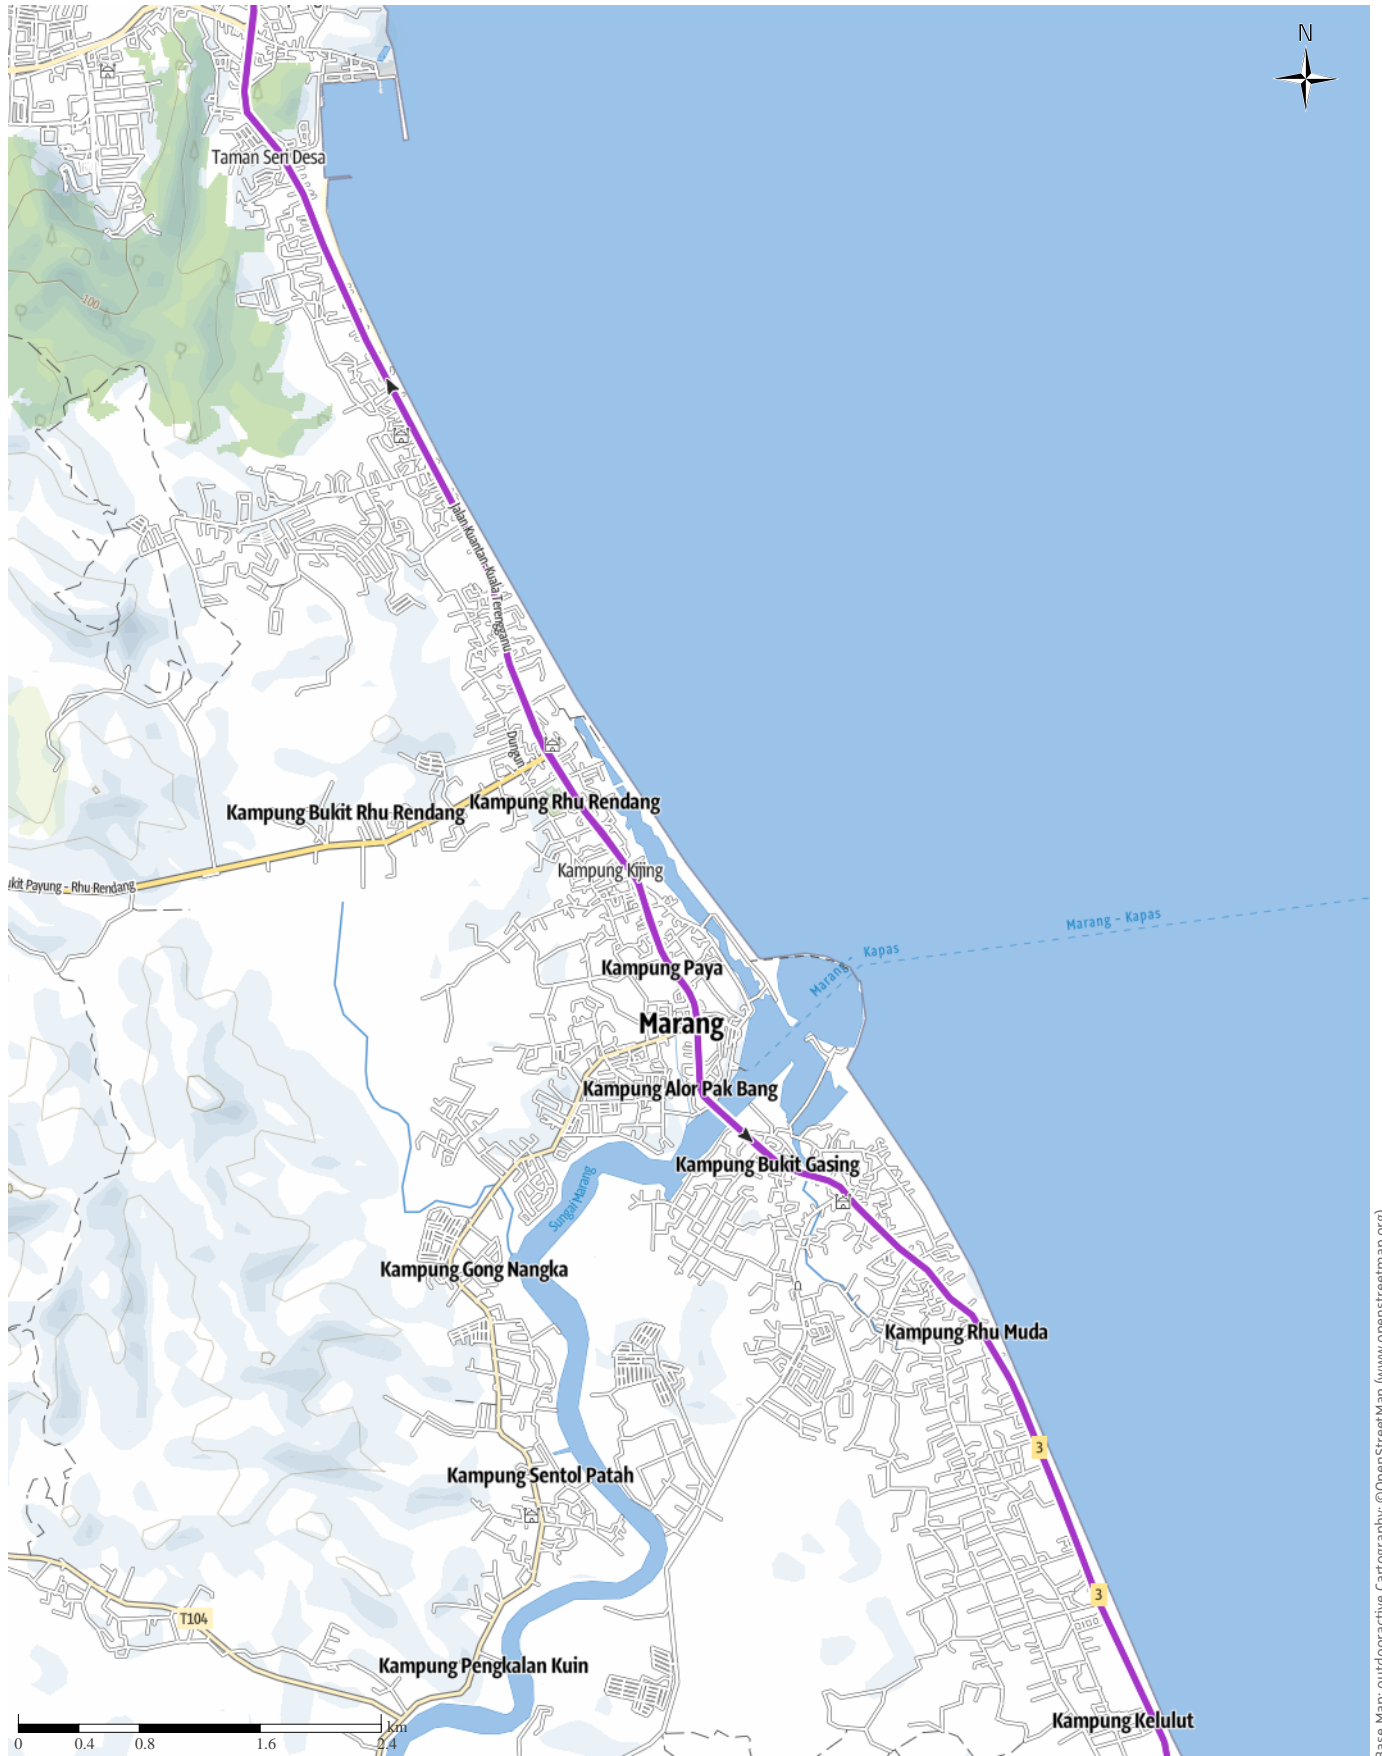 N
Taman Seri Desa
100
Jalan Kuantan-Kuala Terengganu
Dungun
Kampung Bukit Rhu Rendang
Kampung Rhu Rendang
Kampung Kijing
ukit Payung - Rhu Rendang
Marang - Kapas
Marang - Kapas
Kampung Paya
Marang
Kampung Alor Pak Bang
Kampung Bukit Gasing
Sungai Marang
Kampung Gong Nangka
Kampung Rhu Muda
3
Kampung Sentol Patah
3
T104
Kampung Pengkalan Kuin
Kampung Kelulut
km
0 0.4 0.8 1.6 2.4
Base Map: outdooractive Cartography; ©OpenStreetMap (www.openstreetmap.org)